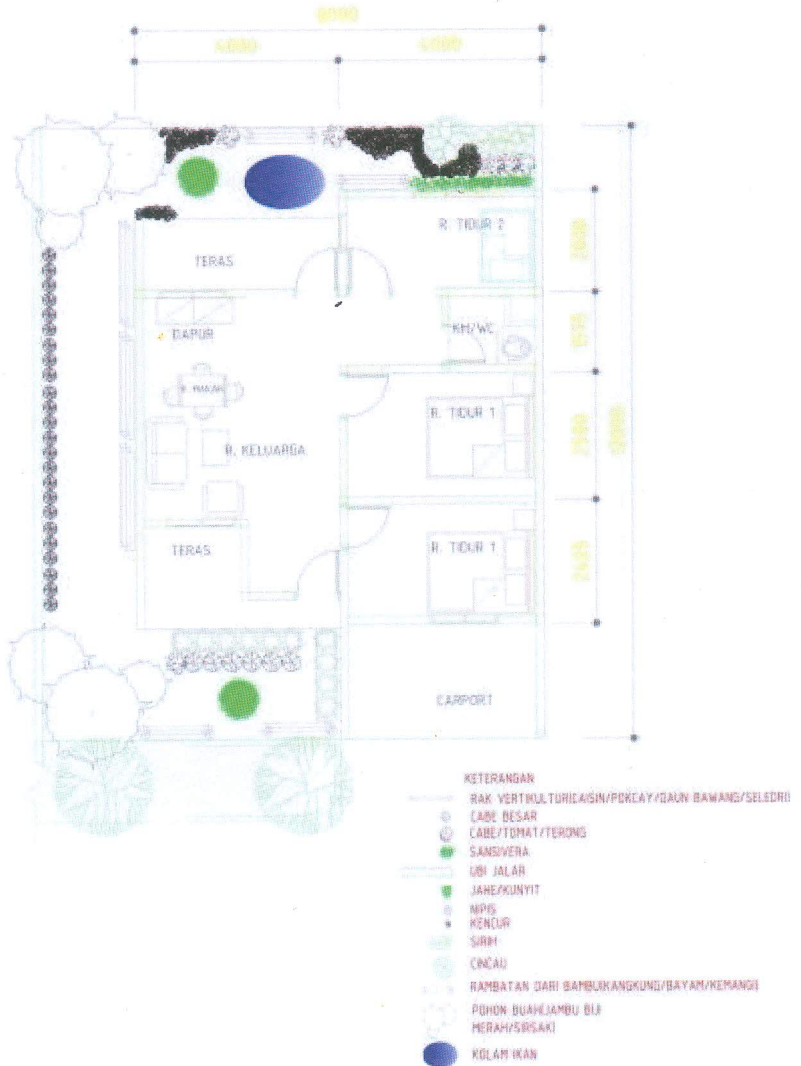 8000
4000 4000
R. TIDUR 2
TERAS
KM/WC
DAPUR
R. MAKAN
R. TIDUR 1
R. KELUARGA
TERAS
R. TIDUR 1
CARPORT
KETERANGAN
RAK VERTIKULTUR(CAISIN/POKCAY/DAUN BAWANG/SELEDRI)
CABE BESAR
CABE/TOMAT/TERONG
SANSIVERA
UBI JALAR
JAHE/KUNYIT
NIPIS
KENCUR
SIRIH
CINCAU
RAMBATAN DARI BAMBU(KANGKUNG/BAYAM/KEMANGI)
POHON BUAH(JAMBU BIJI
MERAH/SIRSAK)
KOLAM IKAN